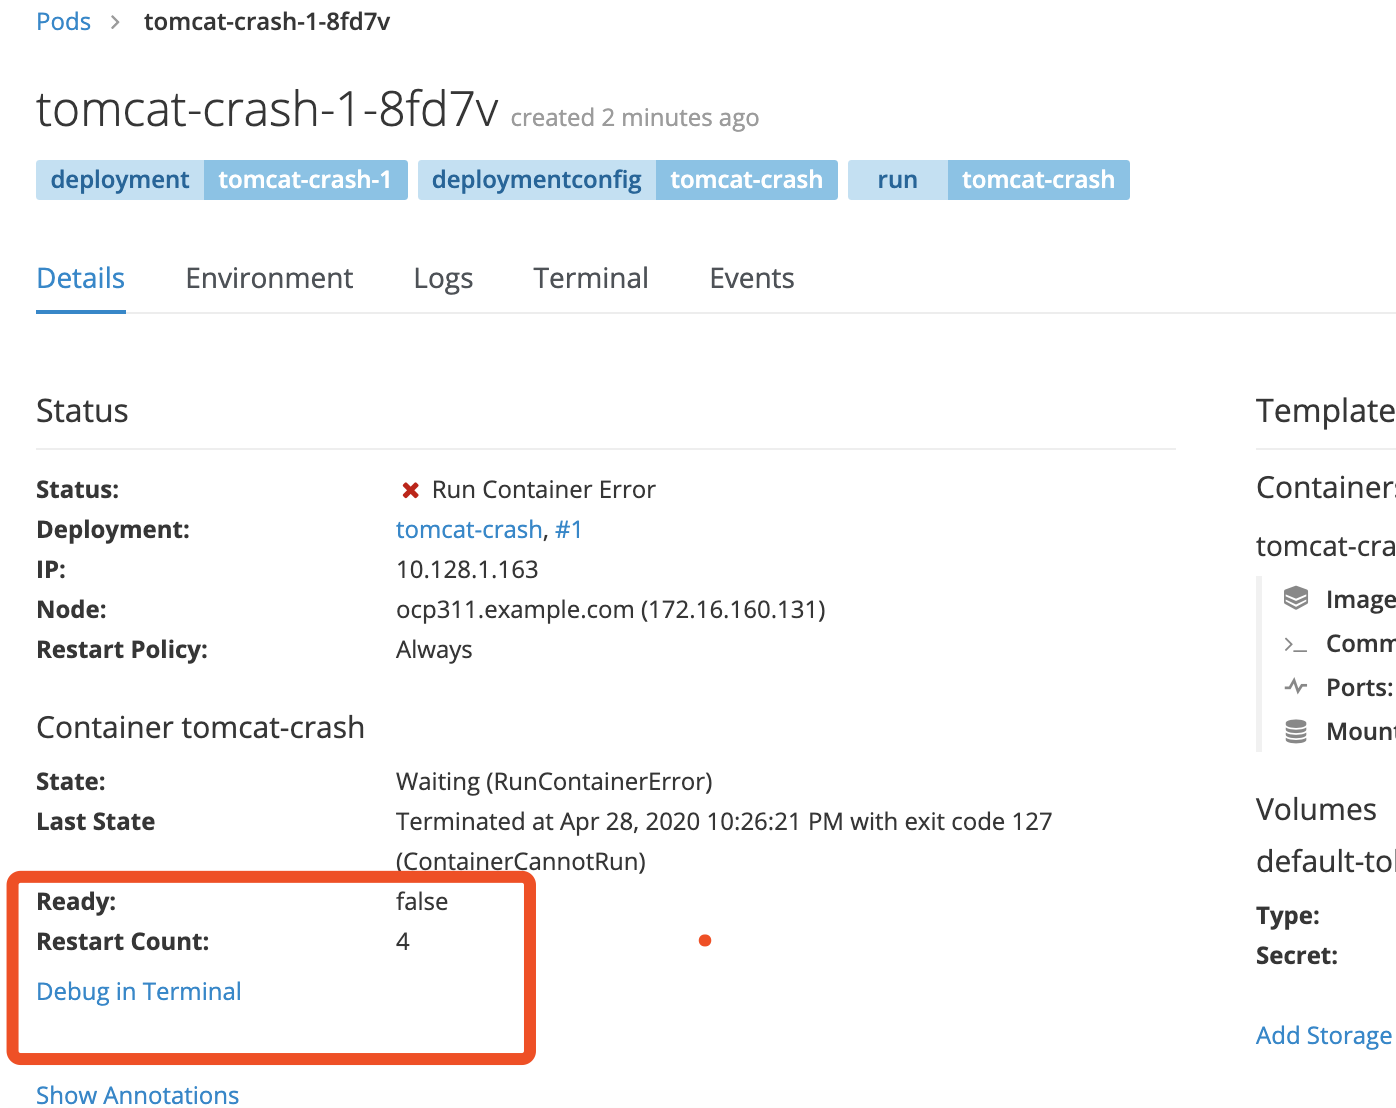 Pods > tomcat-crash-1-8fd7v
tomcat-crash-1-8fd7v created 2 minutes ago
deployment tomcat-crash-1 deploymentconfig tomcat-crash run tomcat-crash
Details Environment Logs Terminal Events
Status
Status: Run Container Error
Deployment: tomcat-crash, #1
IP: 10.128.1.163
Node: ocp311.example.com (172.16.160.131)
Restart Policy: Always
Container tomcat-crash
State: Waiting (RunContainerError)
Last State Terminated at Apr 28, 2020 10:26:21 PM with exit code 127
(ContainerCannotRun)
Ready: false
Restart Count: 4
Debug in Terminal
Show Annotations
Template
Containers
tomcat-cra
Image
Comm
Ports:
Moun
Volumes
default-to
Type:
Secret:
Add Storage